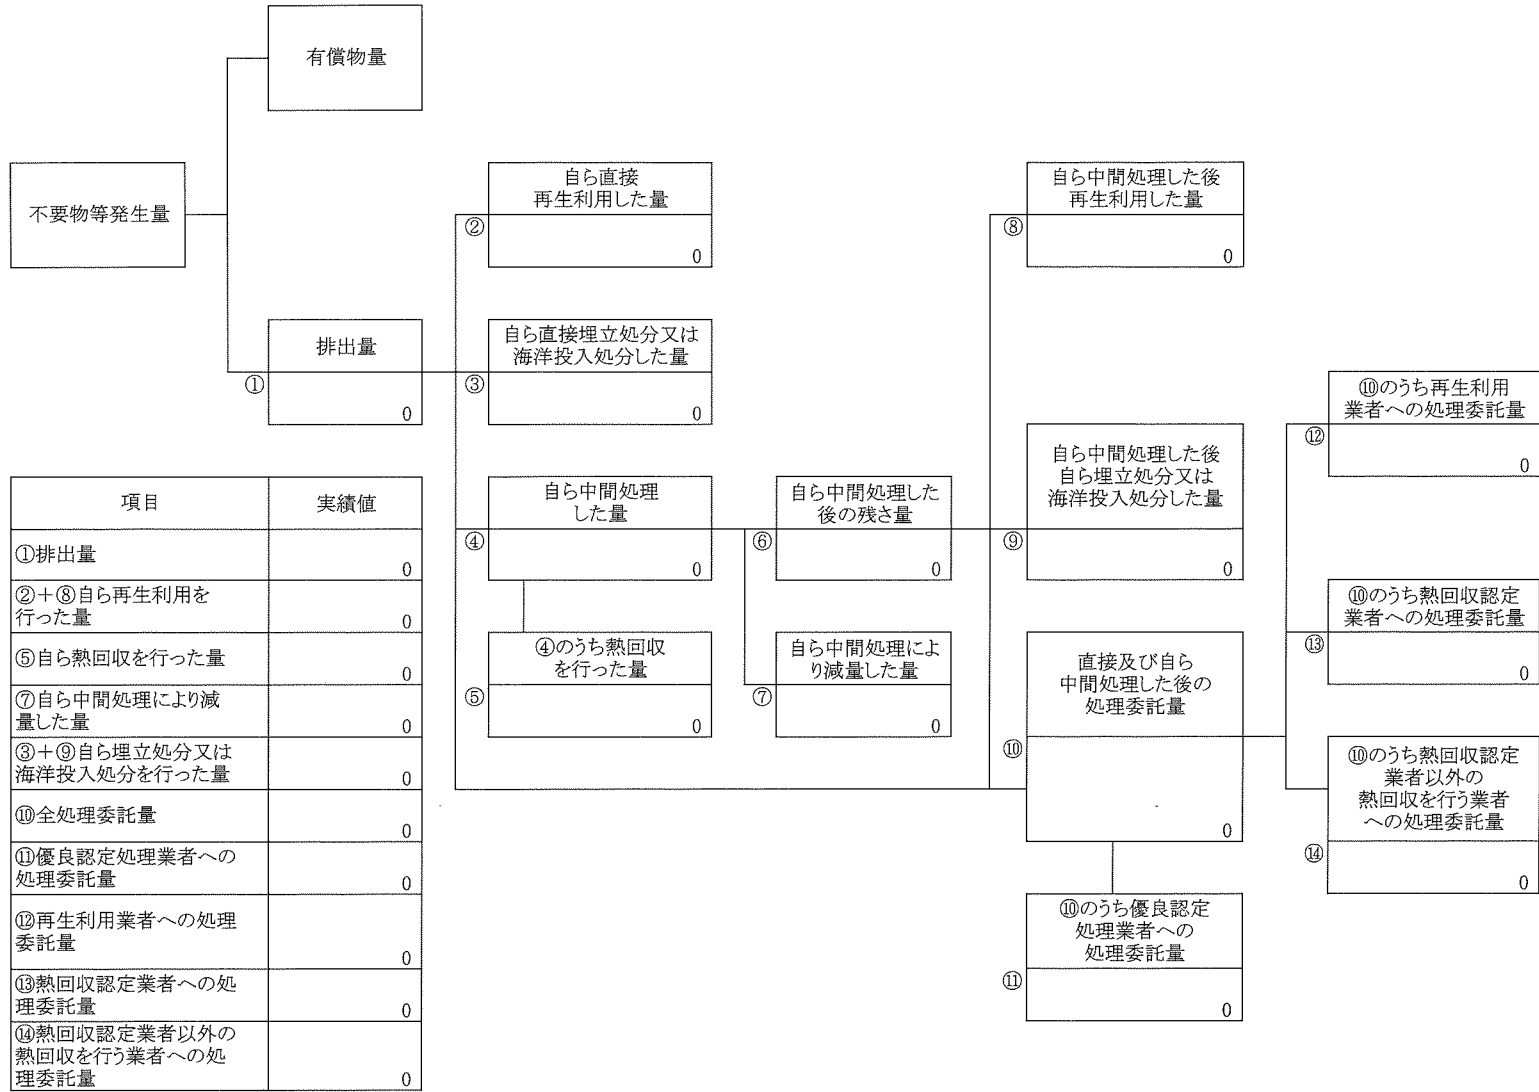 有償物量
不要物等発生量
排出量
①
0
自ら直接
再生利用した量
②
0
自ら直接埋立処分又は
海洋投入処分した量
③
0
自ら中間処理
した量
④
0
④のうち熱回収
を行った量
⑤
0
自ら中間処理した
後の残さ量
⑥
0
自ら中間処理によ
り減量した量
⑦
0
自ら中間処理した後
再生利用した量
⑧
0
自ら中間処理した後
自ら埋立処分又は
海洋投入処分した量
⑨
0
直接及び自ら
中間処理した後の
処理委託量
⑩
0
⑩のうち優良認定
処理業者への
処理委託量
⑪
0
⑩のうち再生利用
業者への処理委託量
⑫
0
⑩のうち熱回収認定
業者への処理委託量
⑬
0
⑩のうち熱回収認定
業者以外の
熱回収を行う業者
への処理委託量
⑭
0
項目 実績値
①排出量
0
②+⑧自ら再生利用を
行った量
0
⑤自ら熱回収を行った量
0
⑦自ら中間処理により減
量した量
0
③+⑨自ら埋立処分又は
海洋投入処分を行った量
0
⑩全処理委託量
0
⑪優良認定処理業者への
処理委託量
0
⑫再生利用業者への処理
委託量
0
⑬熱回収認定業者への処
理委託量
0
⑭熱回収認定業者以外の
熱回収を行う業者への処
理委託量
0